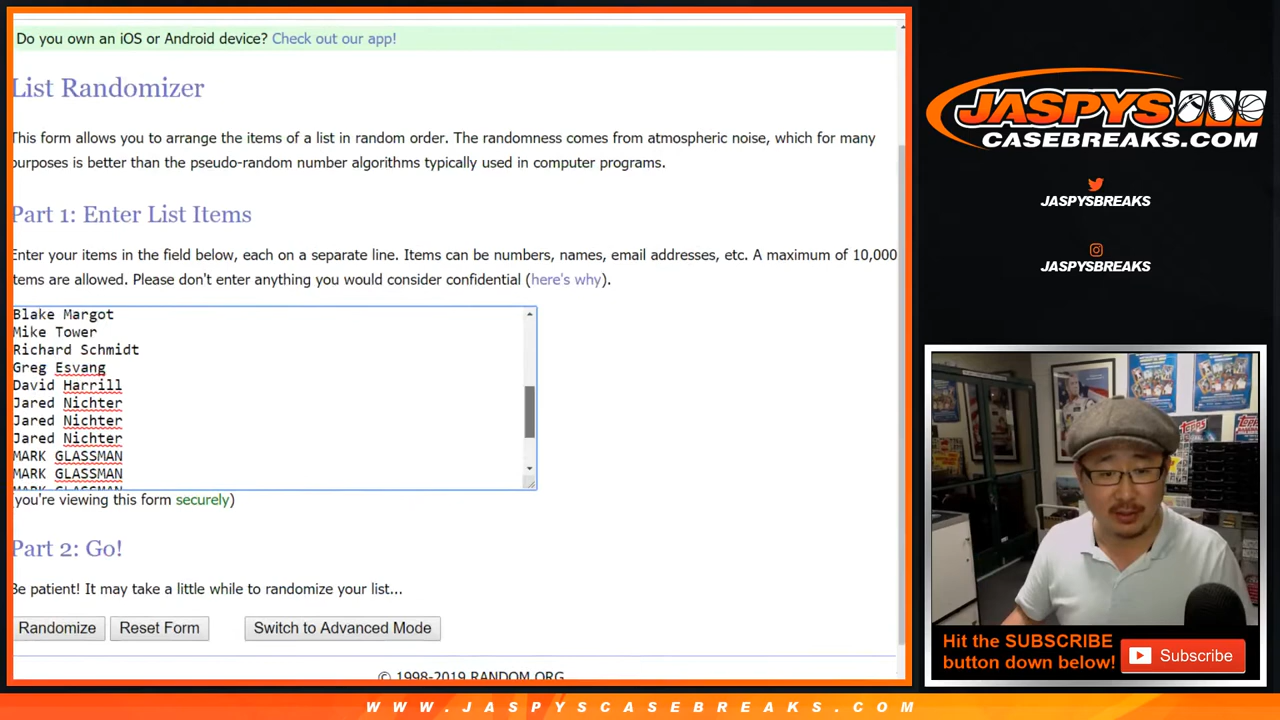 Do you own an iOS or Android device? Check out our app!
List Randomizer
This form allows you to arrange the items of a list in random order. The randomness comes from atmospheric noise, which for many
purposes is better than the pseudo-random number algorithms typically used in computer programs.
Part 1: Enter List Items
Enter your items in the field below, each on a separate line. Items can be numbers, names, email addresses, etc. A maximum of 10,000
items are allowed. Please don't enter anything you would consider confidential (here's why).
Blake Margot
Mike Tower
Richard Schmidt
Greg Esvang
David Harrill
Jared Nichter
Jared Nichter
Jared Nichter
MARK GLASSMAN
MARK GLASSMAN
you're viewing this form securely)
Part 2: Go!
Be patient! It may take a little while to randomize your list...
Randomize
Reset Form
Switch to Advanced Mode
© 1998-2019 RANDOM.ORG
JASPYS
CASEBREAKS.COM
JASPYSBREAKS
JASPYSBREAKS
Hit the SUBSCRIBE
button down below!
Subscribe
WWW.JASPYSCASEBREAKS.COM